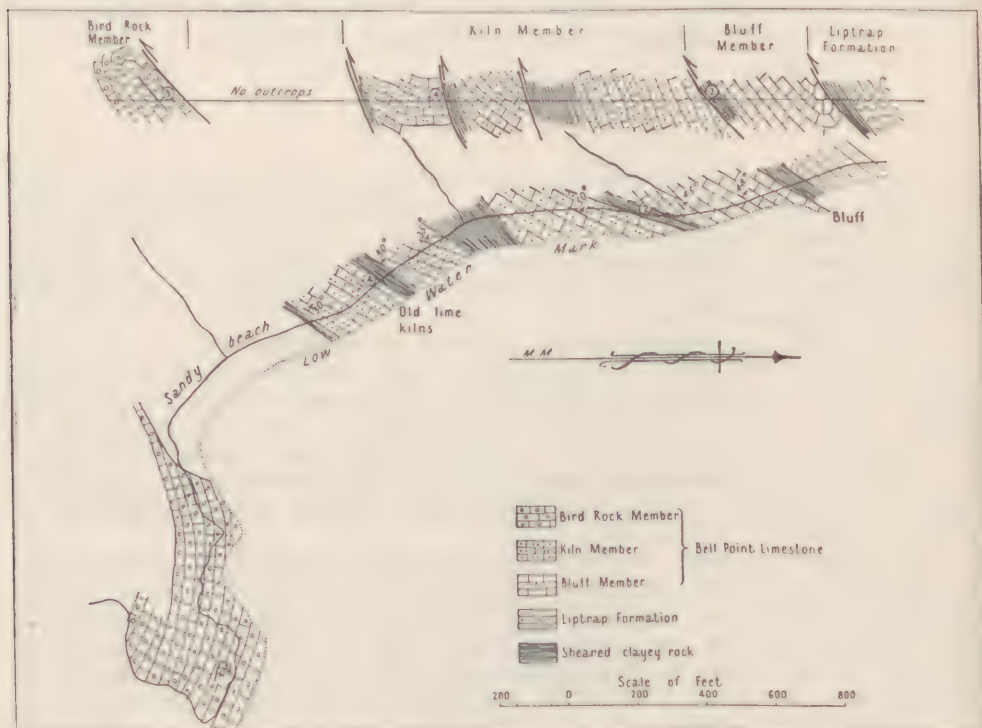 Bird Rock
Member
Kiln Member
Bluff
Member
Liptrap
Formation
No outcrops
Bluff
Mark
Water
Low
Old lime
kilns
50°
beach
Sandy
M M
Bird Rock Member
Kiln Member
Bluff Member
Bell Point Limestone
Liptrap Formation
Sheared clayey rock
Scale of Feet
200 0 200 400 600 800